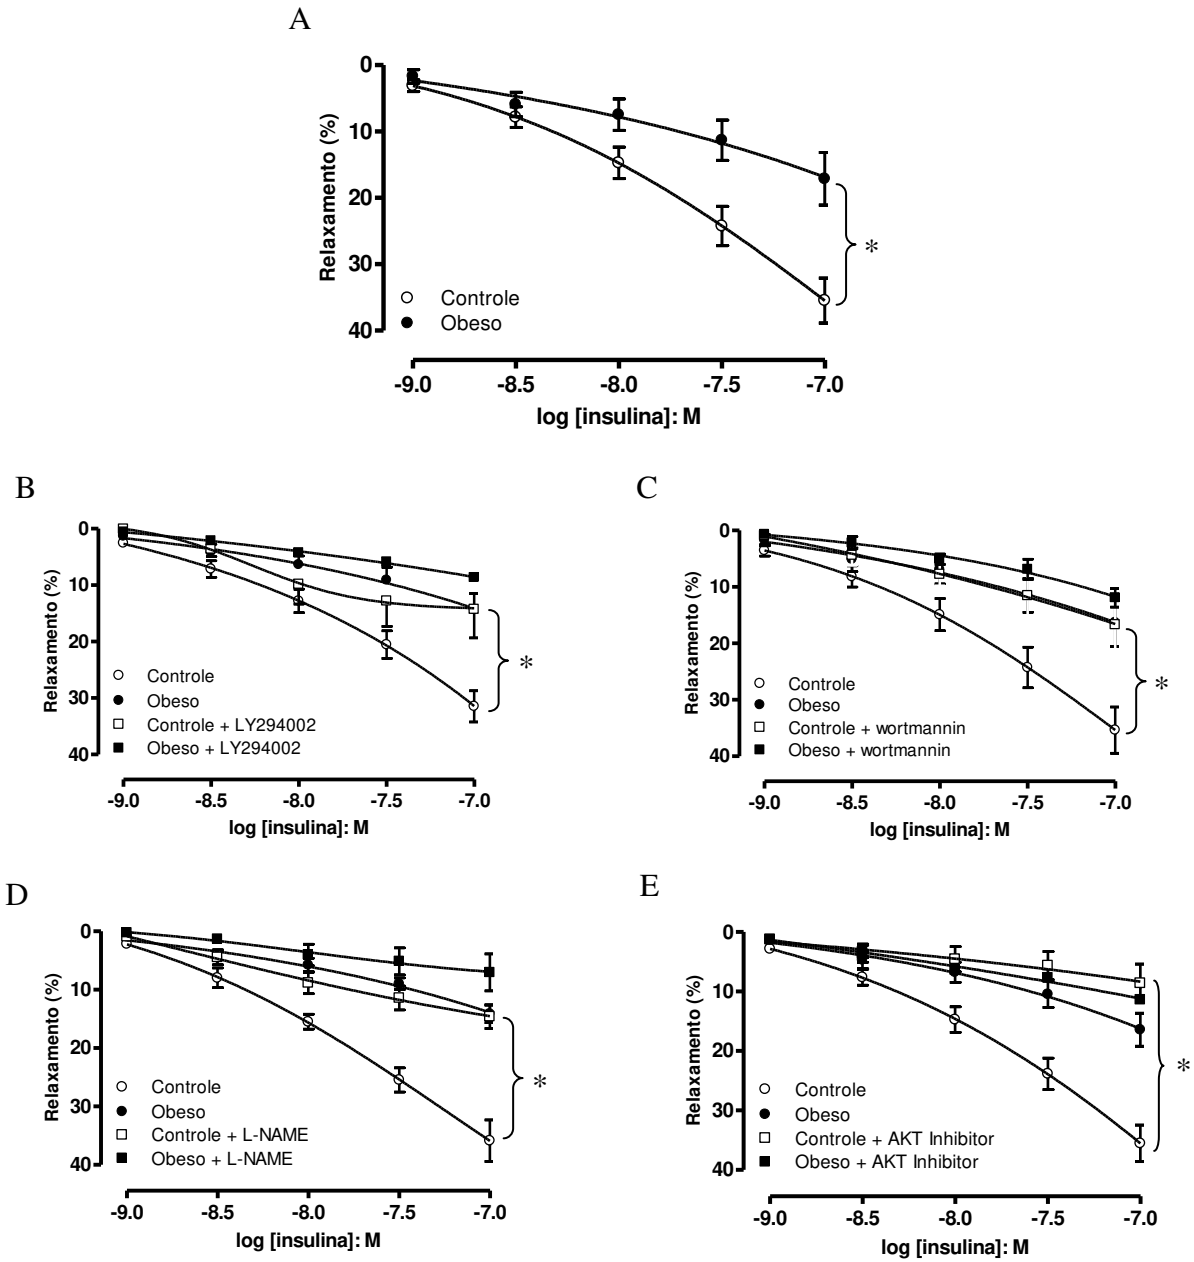 A
0
10
20
30
40
Relaxamento (%)
Controle
Obeso
*
-9.0 -8.5 -8.0 -7.5 -7.0
log [insulina]: M
B
0
10
20
30
40
Relaxamento (%)
Controle
Obeso
Controle + LY294002
Obeso + LY294002
*
-9.0 -8.5 -8.0 -7.5 -7.0
log [insulina]: M
C
0
10
20
30
40
Relaxamento (%)
Controle
Obeso
Controle + wortmannin
Obeso + wortmannin
*
-9.0 -8.5 -8.0 -7.5 -7.0
log [insulina]: M
D
0
10
20
30
40
Relaxamento (%)
Controle
Obeso
Controle + L-NAME
Obeso + L-NAME
*
-9.0 -8.5 -8.0 -7.5 -7.0
log [insulina]: M
E
0
10
20
30
40
Relaxamento (%)
Controle
Obeso
Controle + AKT Inhibitor
Obeso + AKT Inhibitor
*
-9.0 -8.5 -8.0 -7.5 -7.0
log [insulina]: M